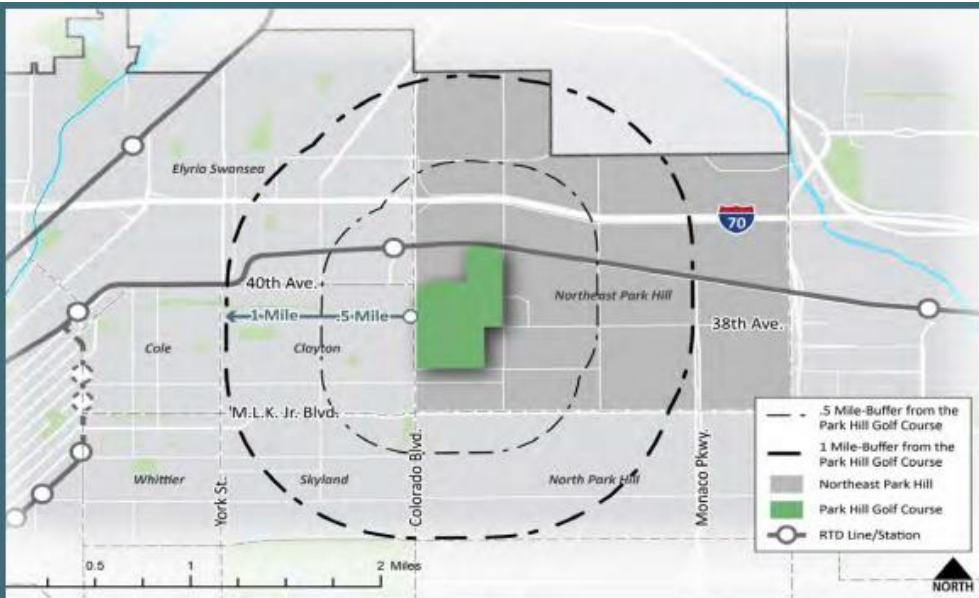 Elyria Swansea
70
40th Ave.
Northeast Park Hill
1 Mile
.5 Mile
38th Ave.
Cole
Clayton
M.L.K. Jr. Blvd.
Whittier
Skyland
North Park Hill
York St.
Colorado Blvd.
Monaco Pkwy.
.5 Mile-Buffer from the
Park Hill Golf Course
1 Mile-Buffer from the
Park Hill Golf Course
Northeast Park Hill
Park Hill Golf Course
RTD Line/Station
0.5
1
2 Miles
NORTH